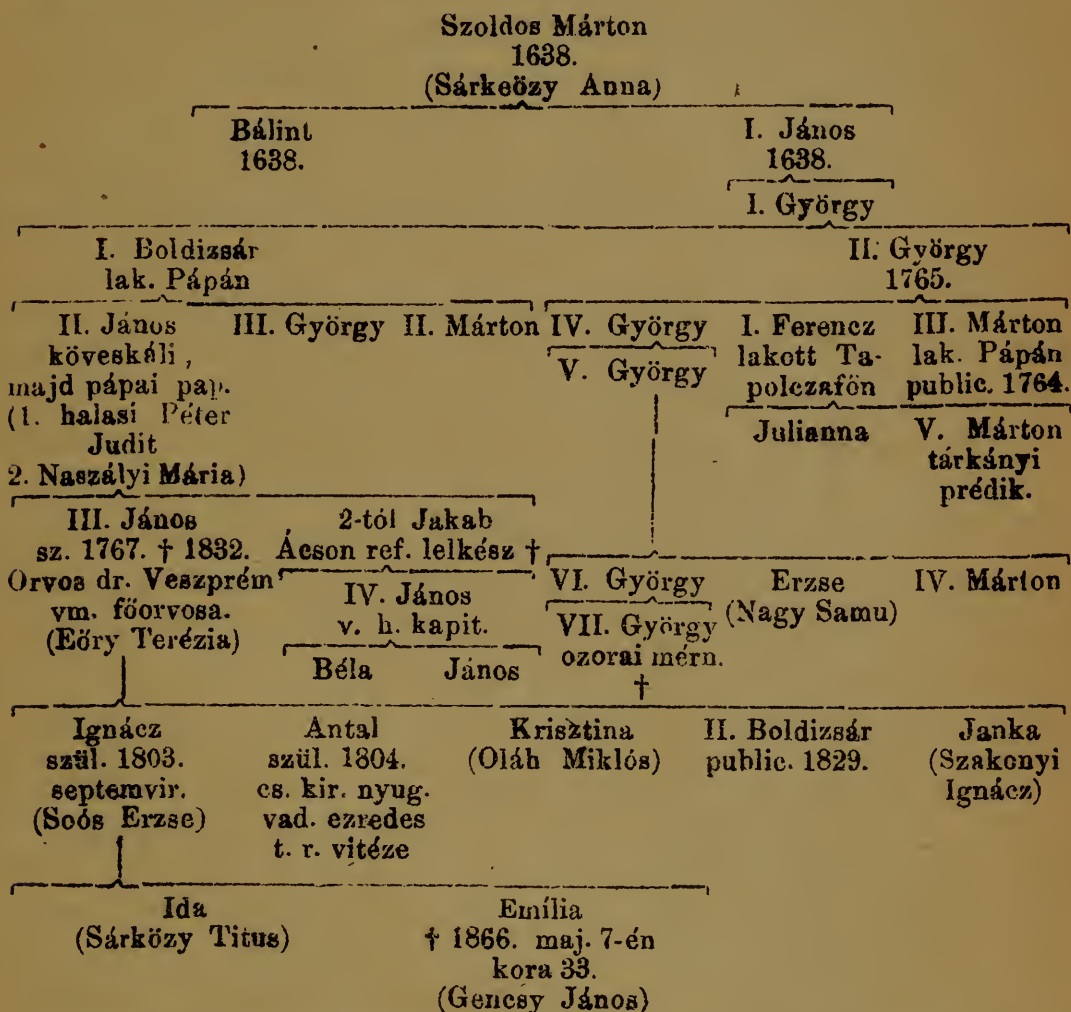 Szoldos Márton
1638.
(Sárkeözy Anna)
Bálint I. János
1638. 1638.
I. György
I. Boldizsár II. György
lak. Pápán 1765.
II. János III. György II. Márton IV. György I. Ferencz III. Márton
köveskáli, V. György lakott Ta- lak. Pápán
majd pápai pap. polczafőn public. 1764.
(1. halasi Péter Julianna V. Márton
Judit tárkányi
2. Naszályi Mária) prédik.
III. János 2-tól Jakab
sz. 1767. † 1832. Ácson ref. lelkész †
Orvos dr. Veszprém IV. János VI. György Erzse IV. Márton
vm. főorvosa. v. h. kapit. VII. György (Nagy Samu)
(Eőry Terézia) Béla János ozorai mérn.
†
Ignácz Antal Krisztina II. Boldizsár Janka
szül. 1803. szül. 1804. (Oláh Miklós) public. 1829. (Szakonyi
septemvir. cs. kir. nyug. Ignácz)
(Soós Erzse) vad. ezredes
t. r. vitéze
Ida Emília
(Sárközy Titus) † 1866. maj. 7-én
kora 33.
(Gencsy János)